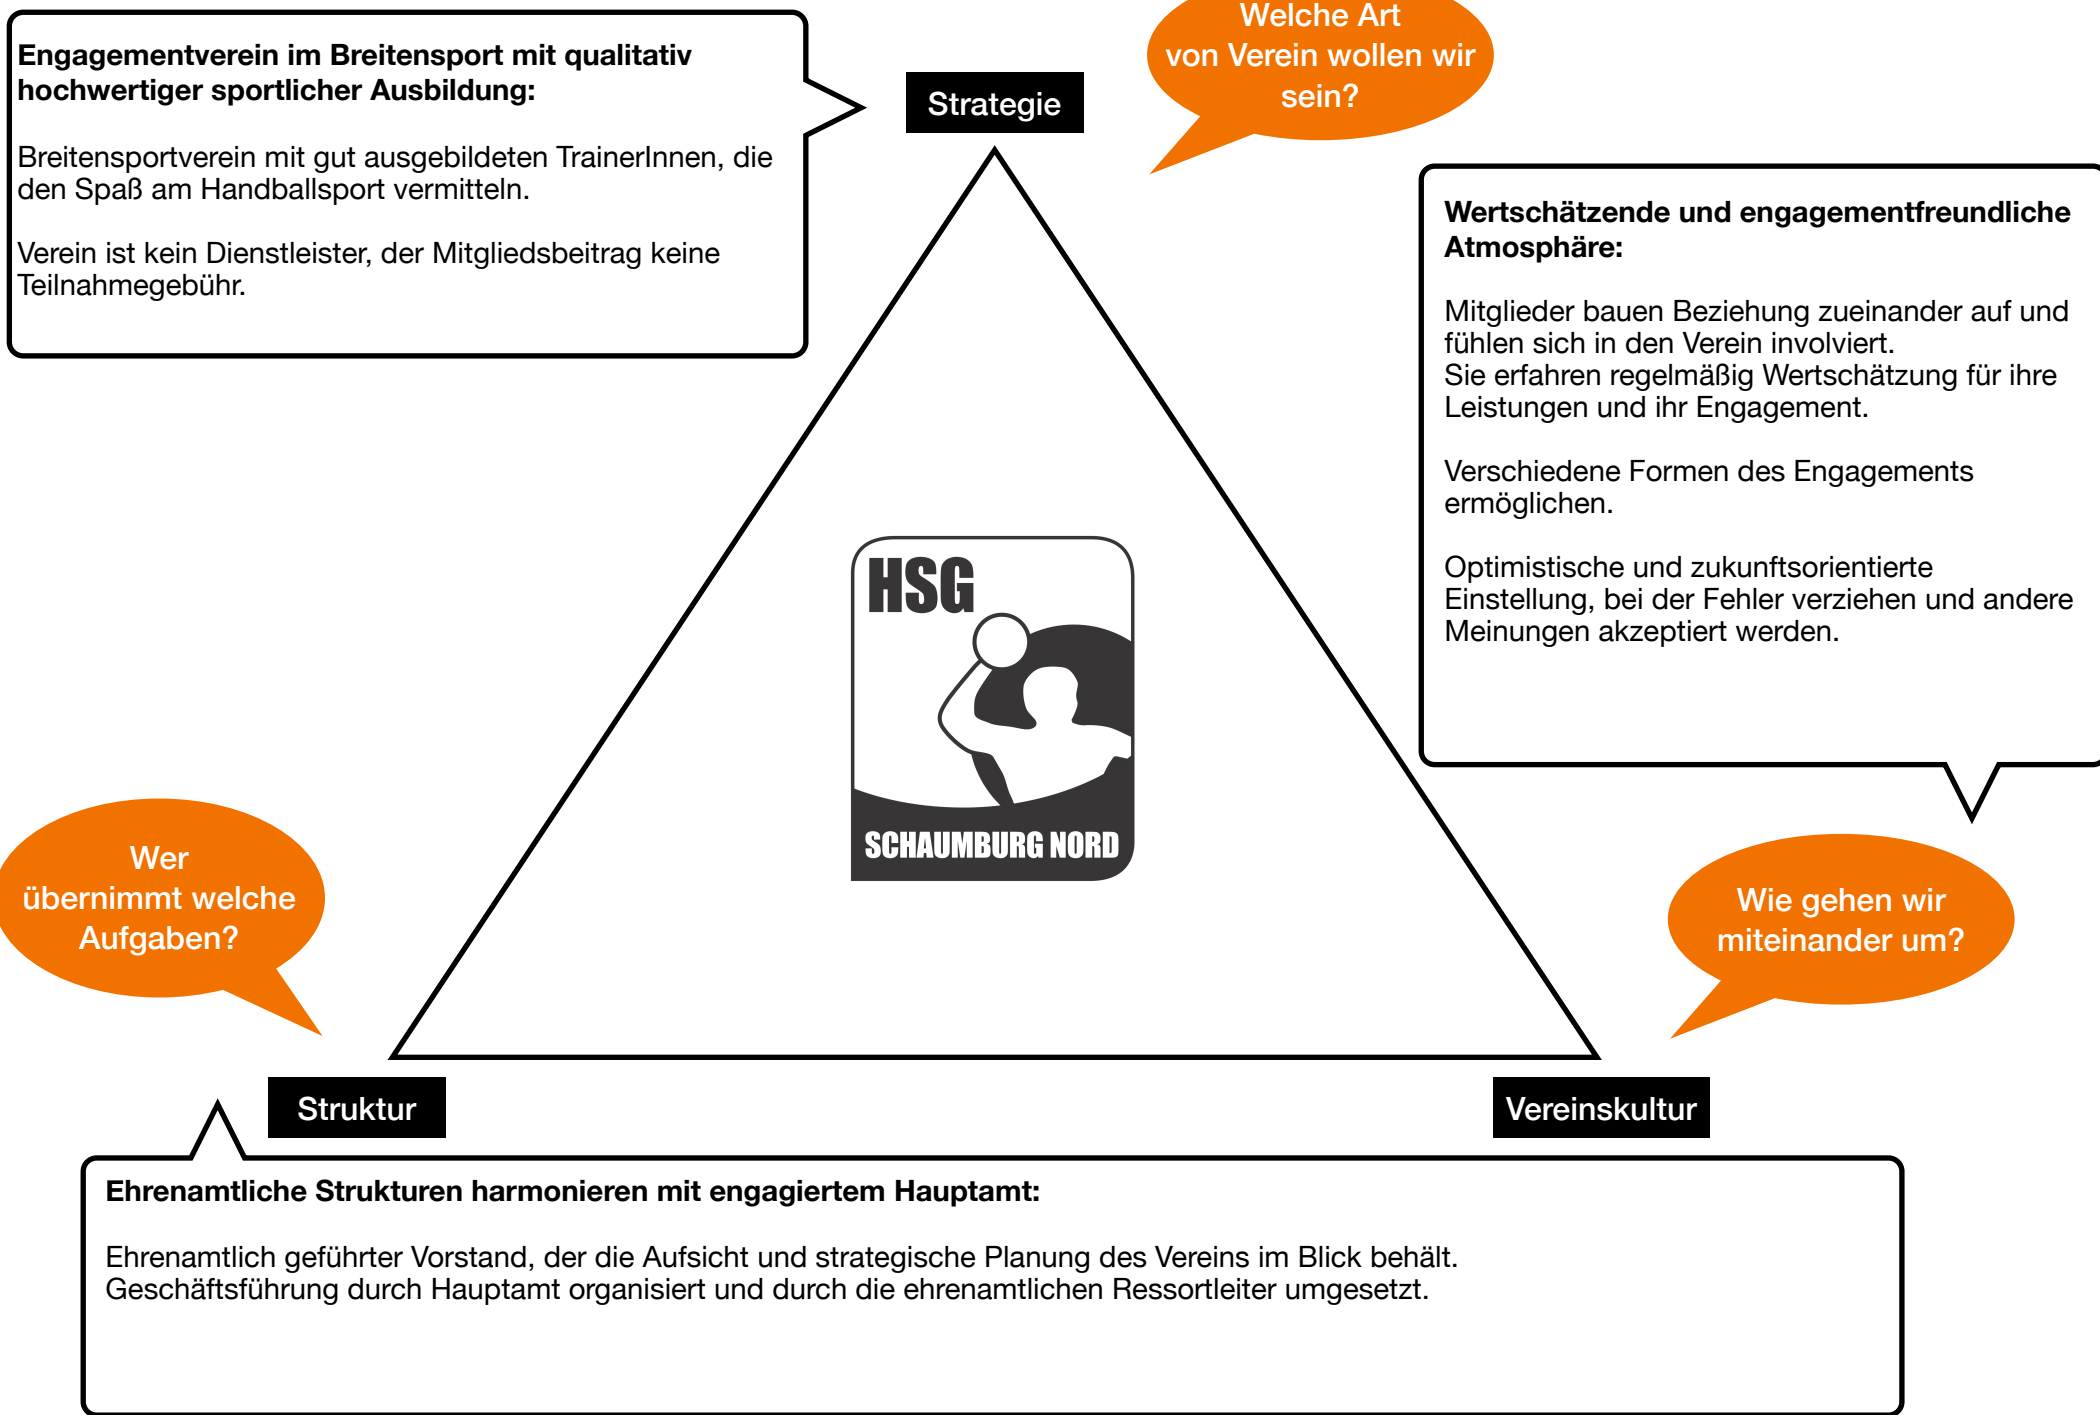 Engagementverein im Breitensport mit qualitativ
hochwertiger sportlicher Ausbildung:
Breitensportverein mit gut ausgebildeten TrainerInnen, die
den Spaß am Handballsport vermitteln.
Verein ist kein Dienstleister, der Mitgliedsbeitrag keine
Teilnahmegebühr.
Strategie
Welche Art
von Verein wollen wir
sein?
Wertschätzende und engagementfreundliche
Atmosphäre:
Mitglieder bauen Beziehung zueinander auf und
fühlen sich in den Verein involviert.
Sie erfahren regelmäßig Wertschätzung für ihre
Leistungen und ihr Engagement.
Verschiedene Formen des Engagements
ermöglichen.
Optimistische und zukunftsorientierte
Einstellung, bei der Fehler verziehen und andere
Meinungen akzeptiert werden.
HSG
SCHAUMBURG NORD
Wer
übernimmt welche
Aufgaben?
Wie gehen wir
miteinander um?
Struktur
Vereinskultur
Ehrenamtliche Strukturen harmonieren mit engagiertem Hauptamt:
Ehrenamtlich geführter Vorstand, der die Aufsicht und strategische Planung des Vereins im Blick behält.
Geschäftsführung durch Hauptamt organisiert und durch die ehrenamtlichen Ressortleiter umgesetzt.